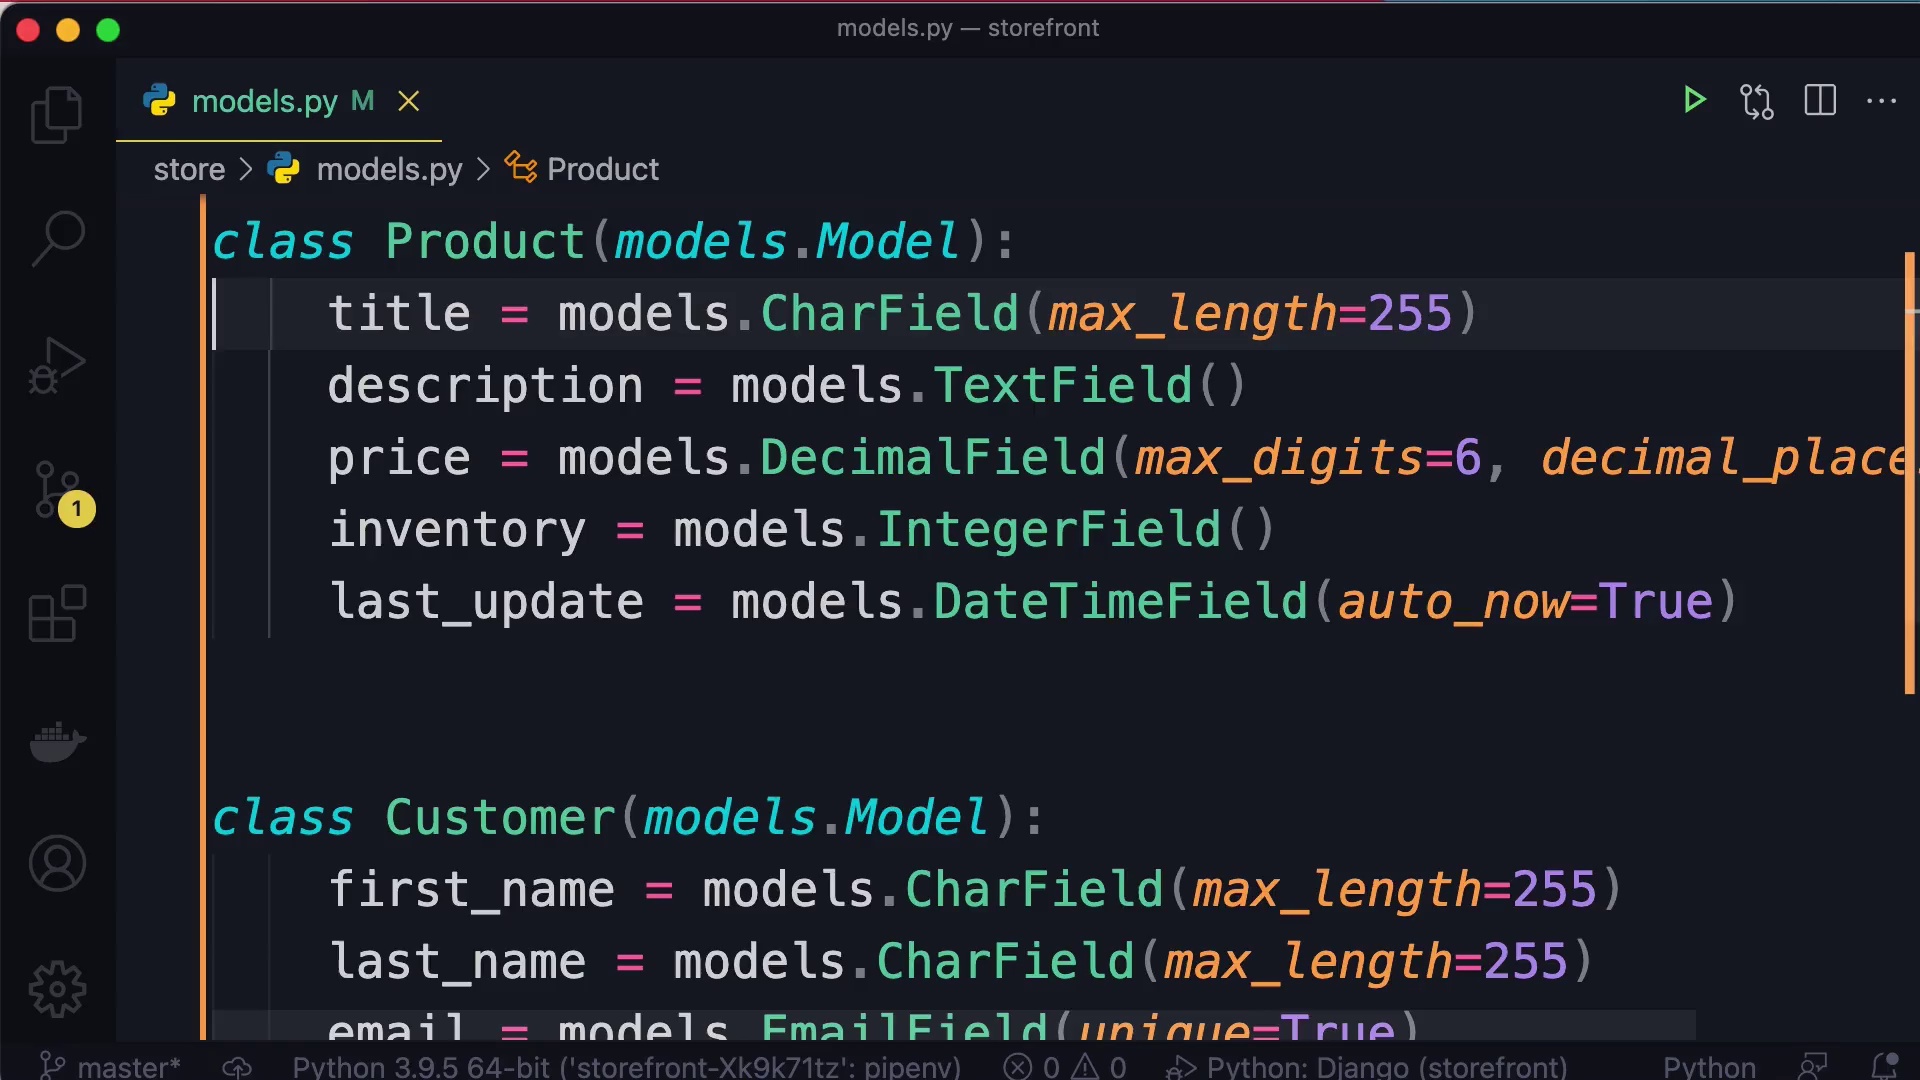 models.py — storefront
models.py M
store > models.py > Product
class Product(models.Model):
title = models.CharField(max_length=255)
description = models.TextField()
price = models.DecimalField(max_digits=6, decimal_place
inventory = models.IntegerField()
last_update = models.DateTimeField(auto_now=True)
class Customer(models.Model):
first_name = models.CharField(max_length=255)
last_name = models.CharField(max_length=255)
email = models.EmailField(unique=True)
1
master* Python 3.9.5 64-bit ('storefront-Xk9k71tz': pipenv) 0 0 Python: Django (storefront) Python